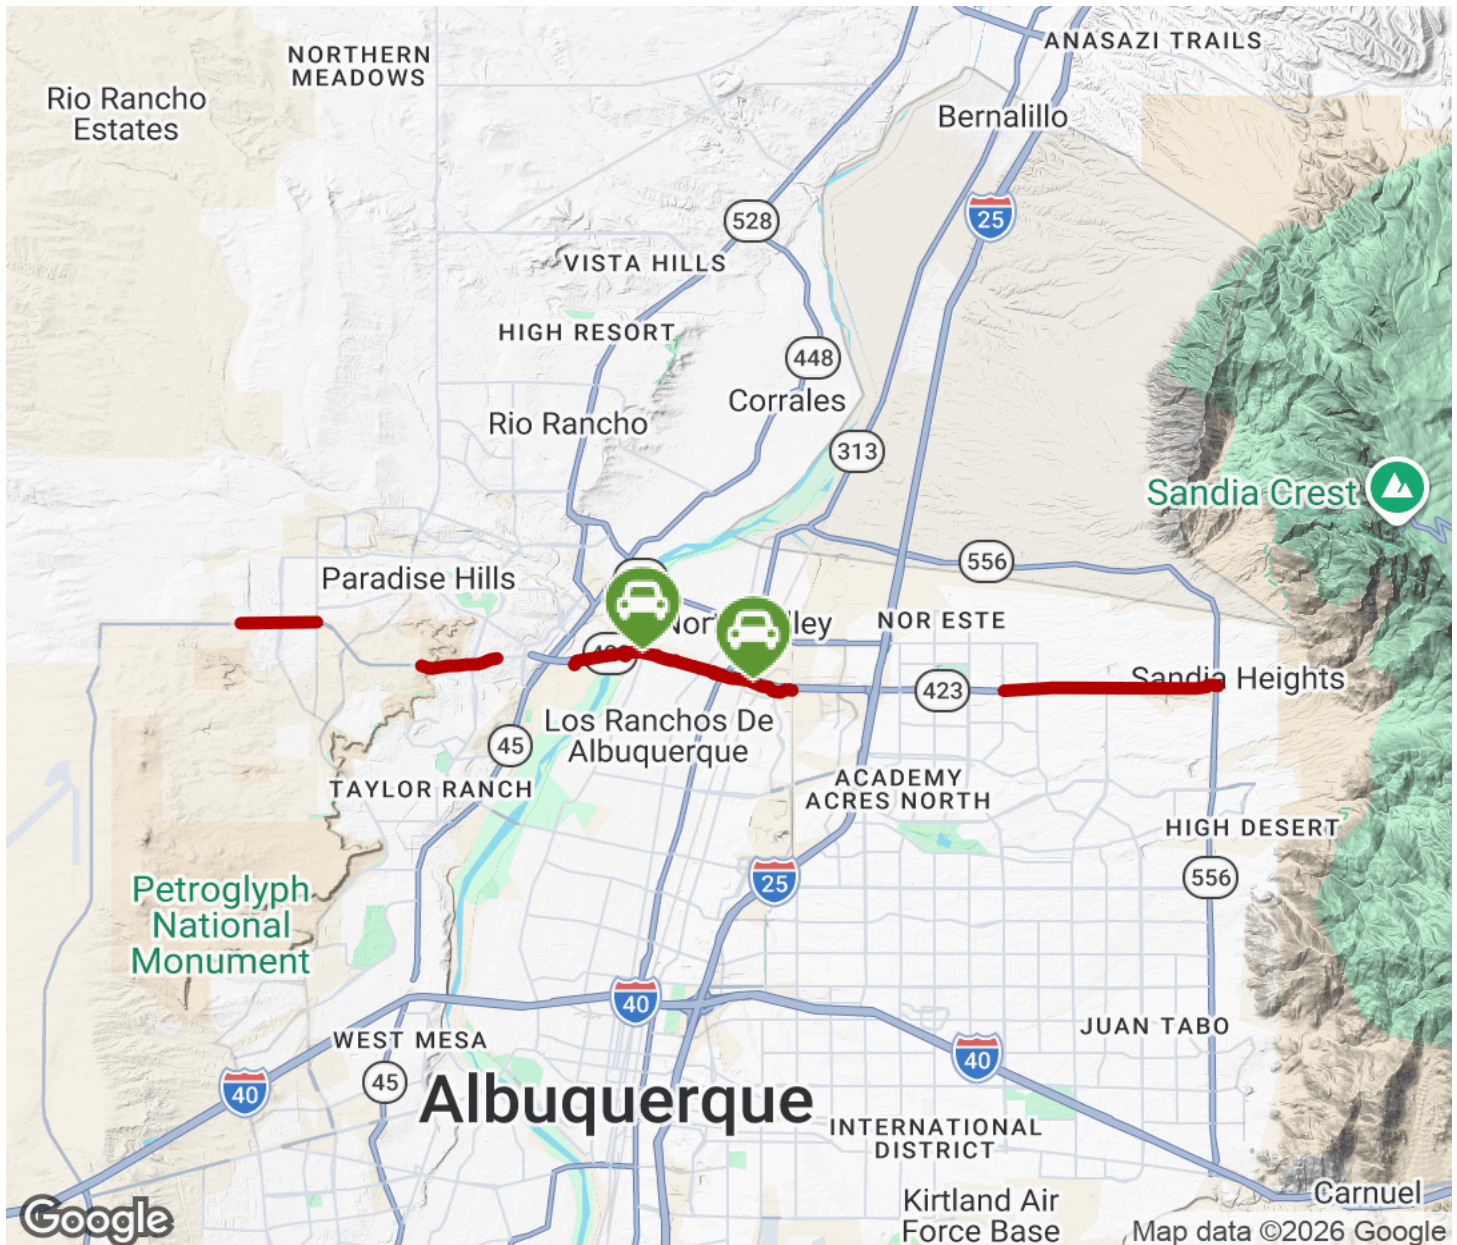 NORTHERN
MEADOWS
ANASAZI TRAILS
Rio Rancho
Estates
Bernalillo
528
25
VISTA HILLS
HIGH RESORT
448
Corrales
Rio Rancho
313
Sandia Crest
556
Paradise Hills
NOR ESTE
Sandia Heights
423
Los Ranchos De
Albuquerque
45
TAYLOR RANCH
ACADEMY
ACRES NORTH
HIGH DESERT
25
556
Petroglyph
National
Monument
40
WEST MESA
JUAN TABO
40
45
40
Albuquerque
INTERNATIONAL
DISTRICT
Carnuel
Kirtland Air
Force Base
Google
Map data ©2026 Google